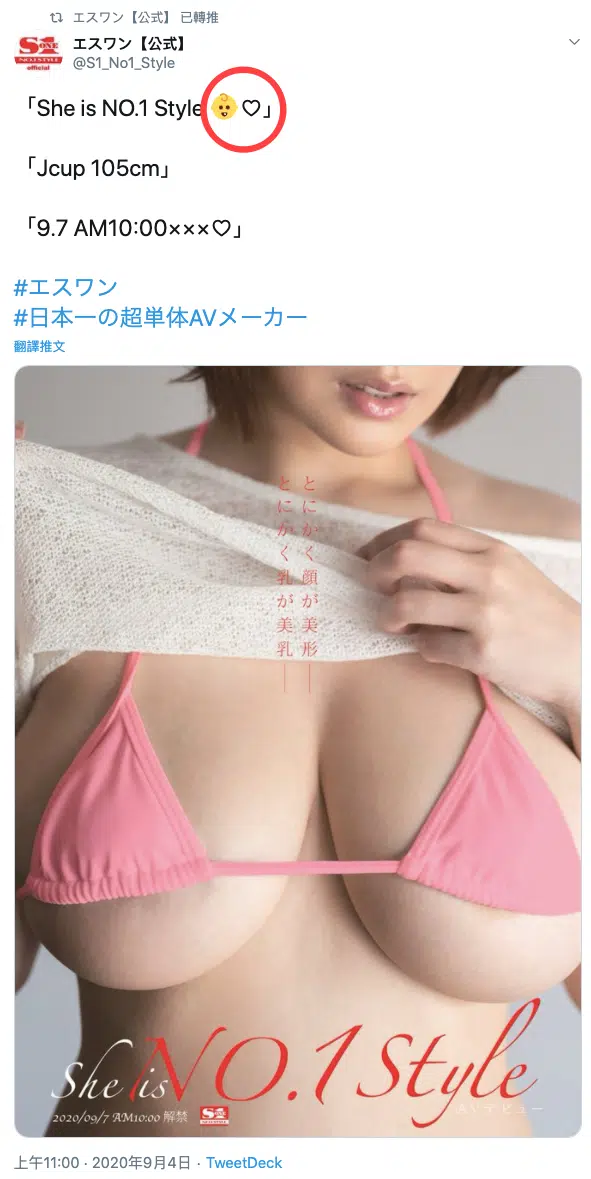 エスワン【公式】 已轉推
S1
NO.1 STYLE
official
エスワン【公式】
@S1_No1_Style
「She is NO.1 Style👶♡」
「Jcup 105cm」
「9.7 AM10:00×××♡」
#エスワン
#日本一の超単体AVメーカー
翻譯推文
とにかく顔が美形──
とにかく乳が美乳──
She is NO.1 Style
AVデビュー
2020/09/7 AM10:00 解禁
S1
NO.1 STYLE
上午11:00 · 2020年9月4日 · TweetDeck